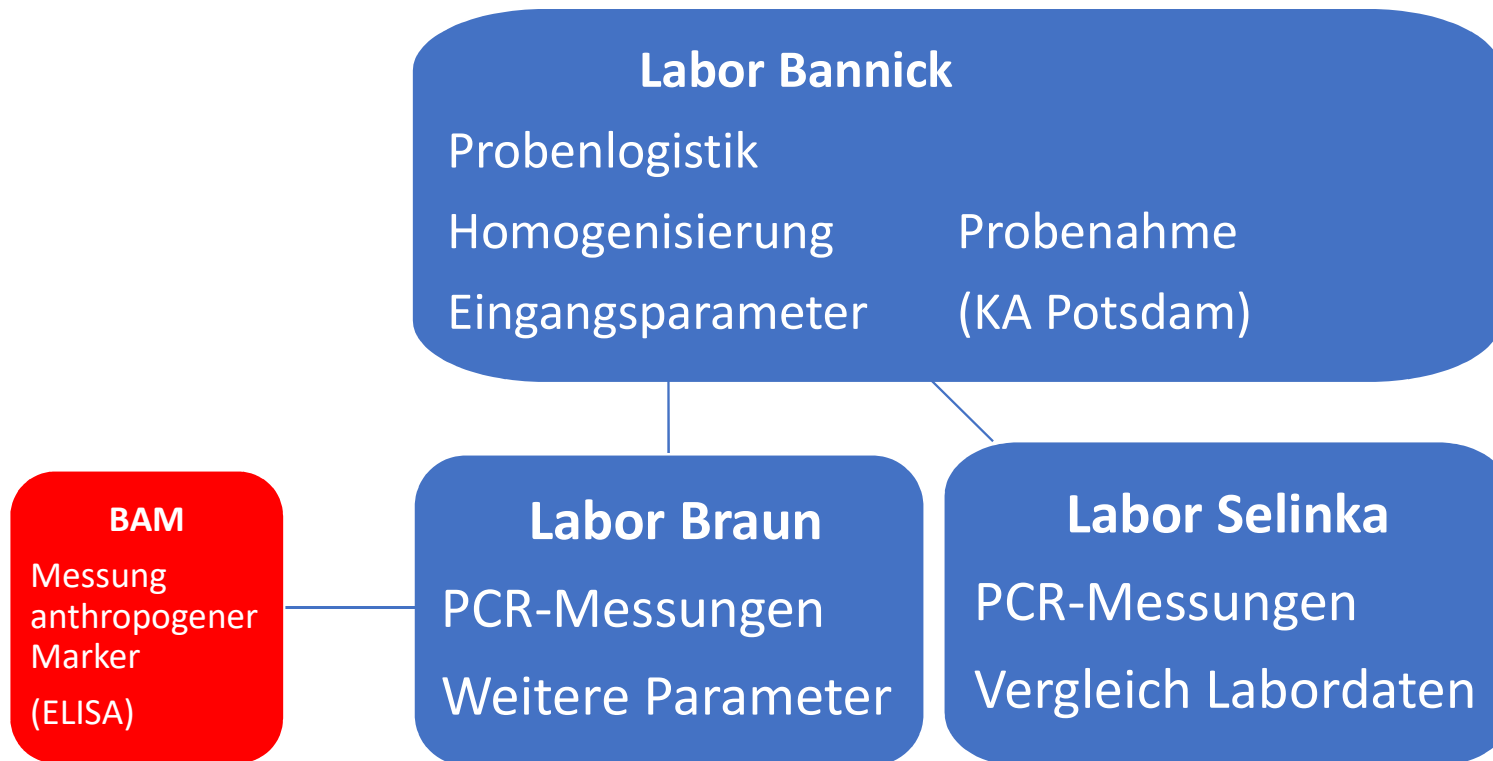 Labor Bannick
Probenlogistik
Homogenisierung
Eingangsparameter
Probenahme
(KA Potsdam)
BAM
Messung
anthropogener
Marker
(ELISA)
Labor Braun
PCR-Messungen
Weitere Parameter
Labor Selinka
PCR-Messungen
Vergleich Labordaten